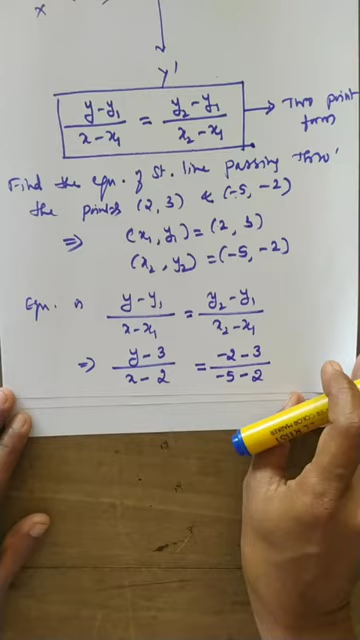 x
y'
y-y₁/x-x₁ = y₂-y₁/x₂-x₁ → Two point form
Find the eqn. of St. line passing thro'
the points (2, 3) & (-5, -2)
⇒ (x₁, y₁) = (2, 3)
(x₂, y₂) = (-5, -2)
Eqn. is y-y₁/x-x₁ = y₂-y₁/x₂-x₁
⇒ y-3/x-2 = -2-3/-5-2